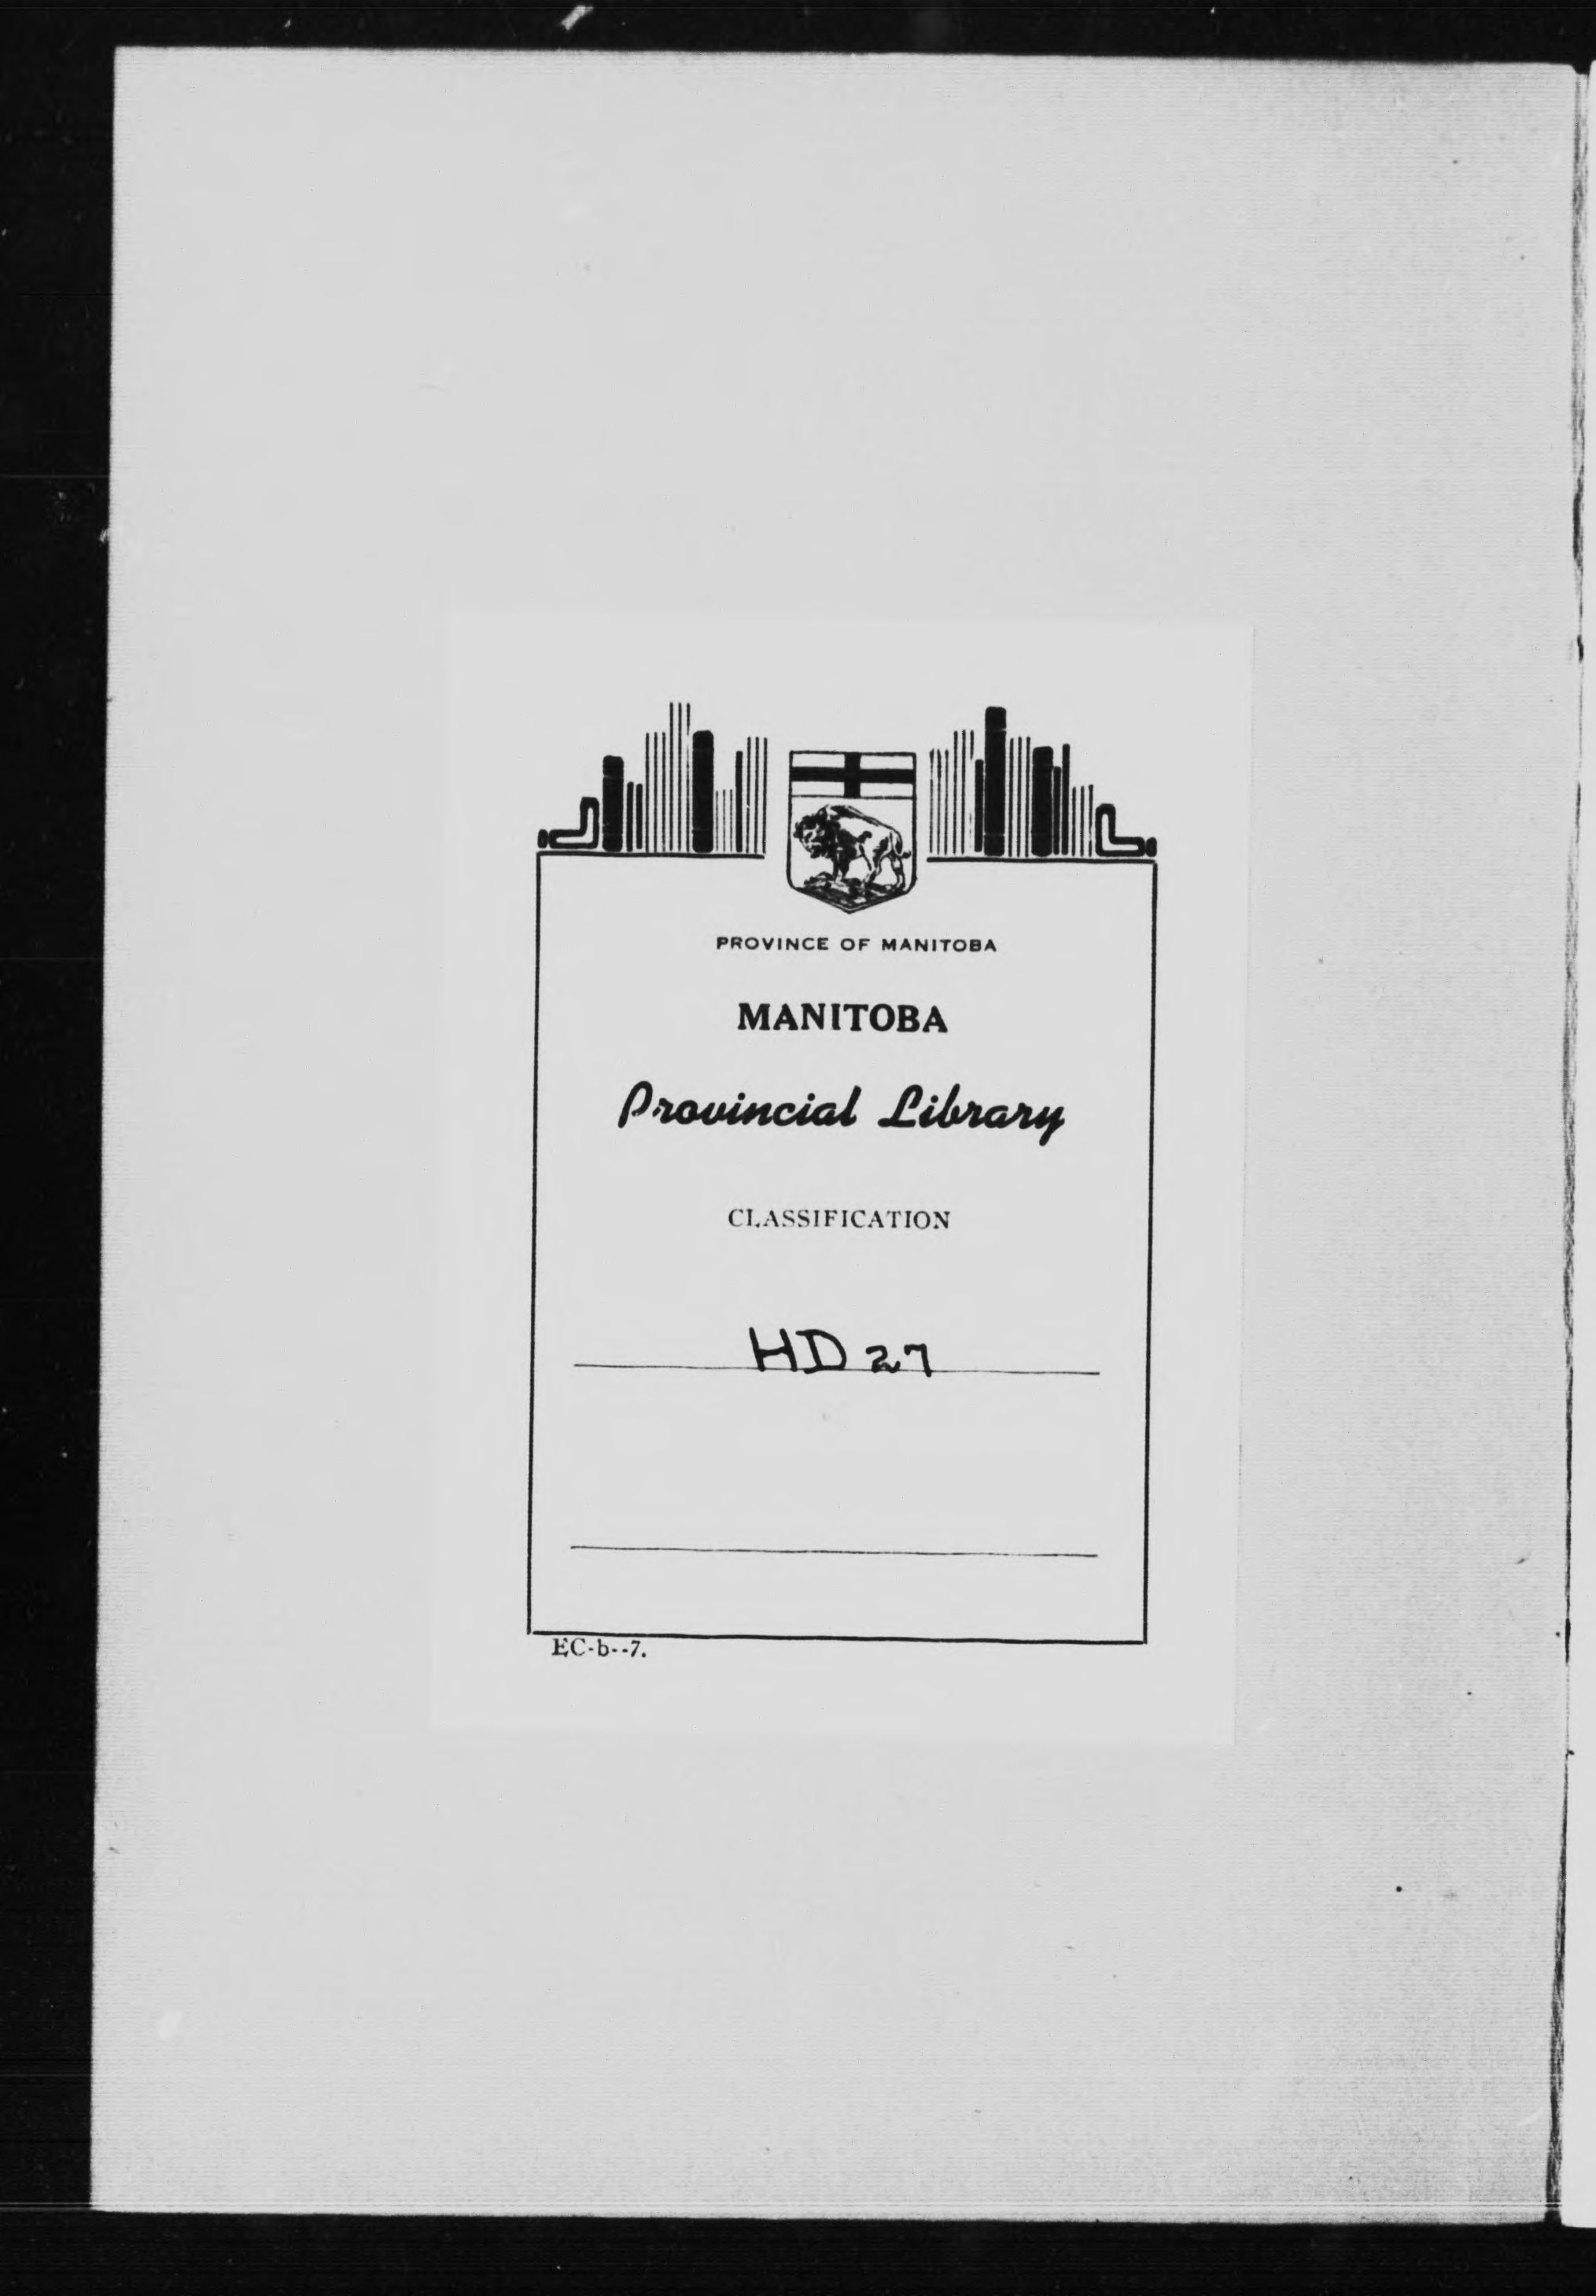 PROVINCE OF MANITOBA
MANITOBA
Provincial Library
CLASSIFICATION
HD 27
EC-b--7.